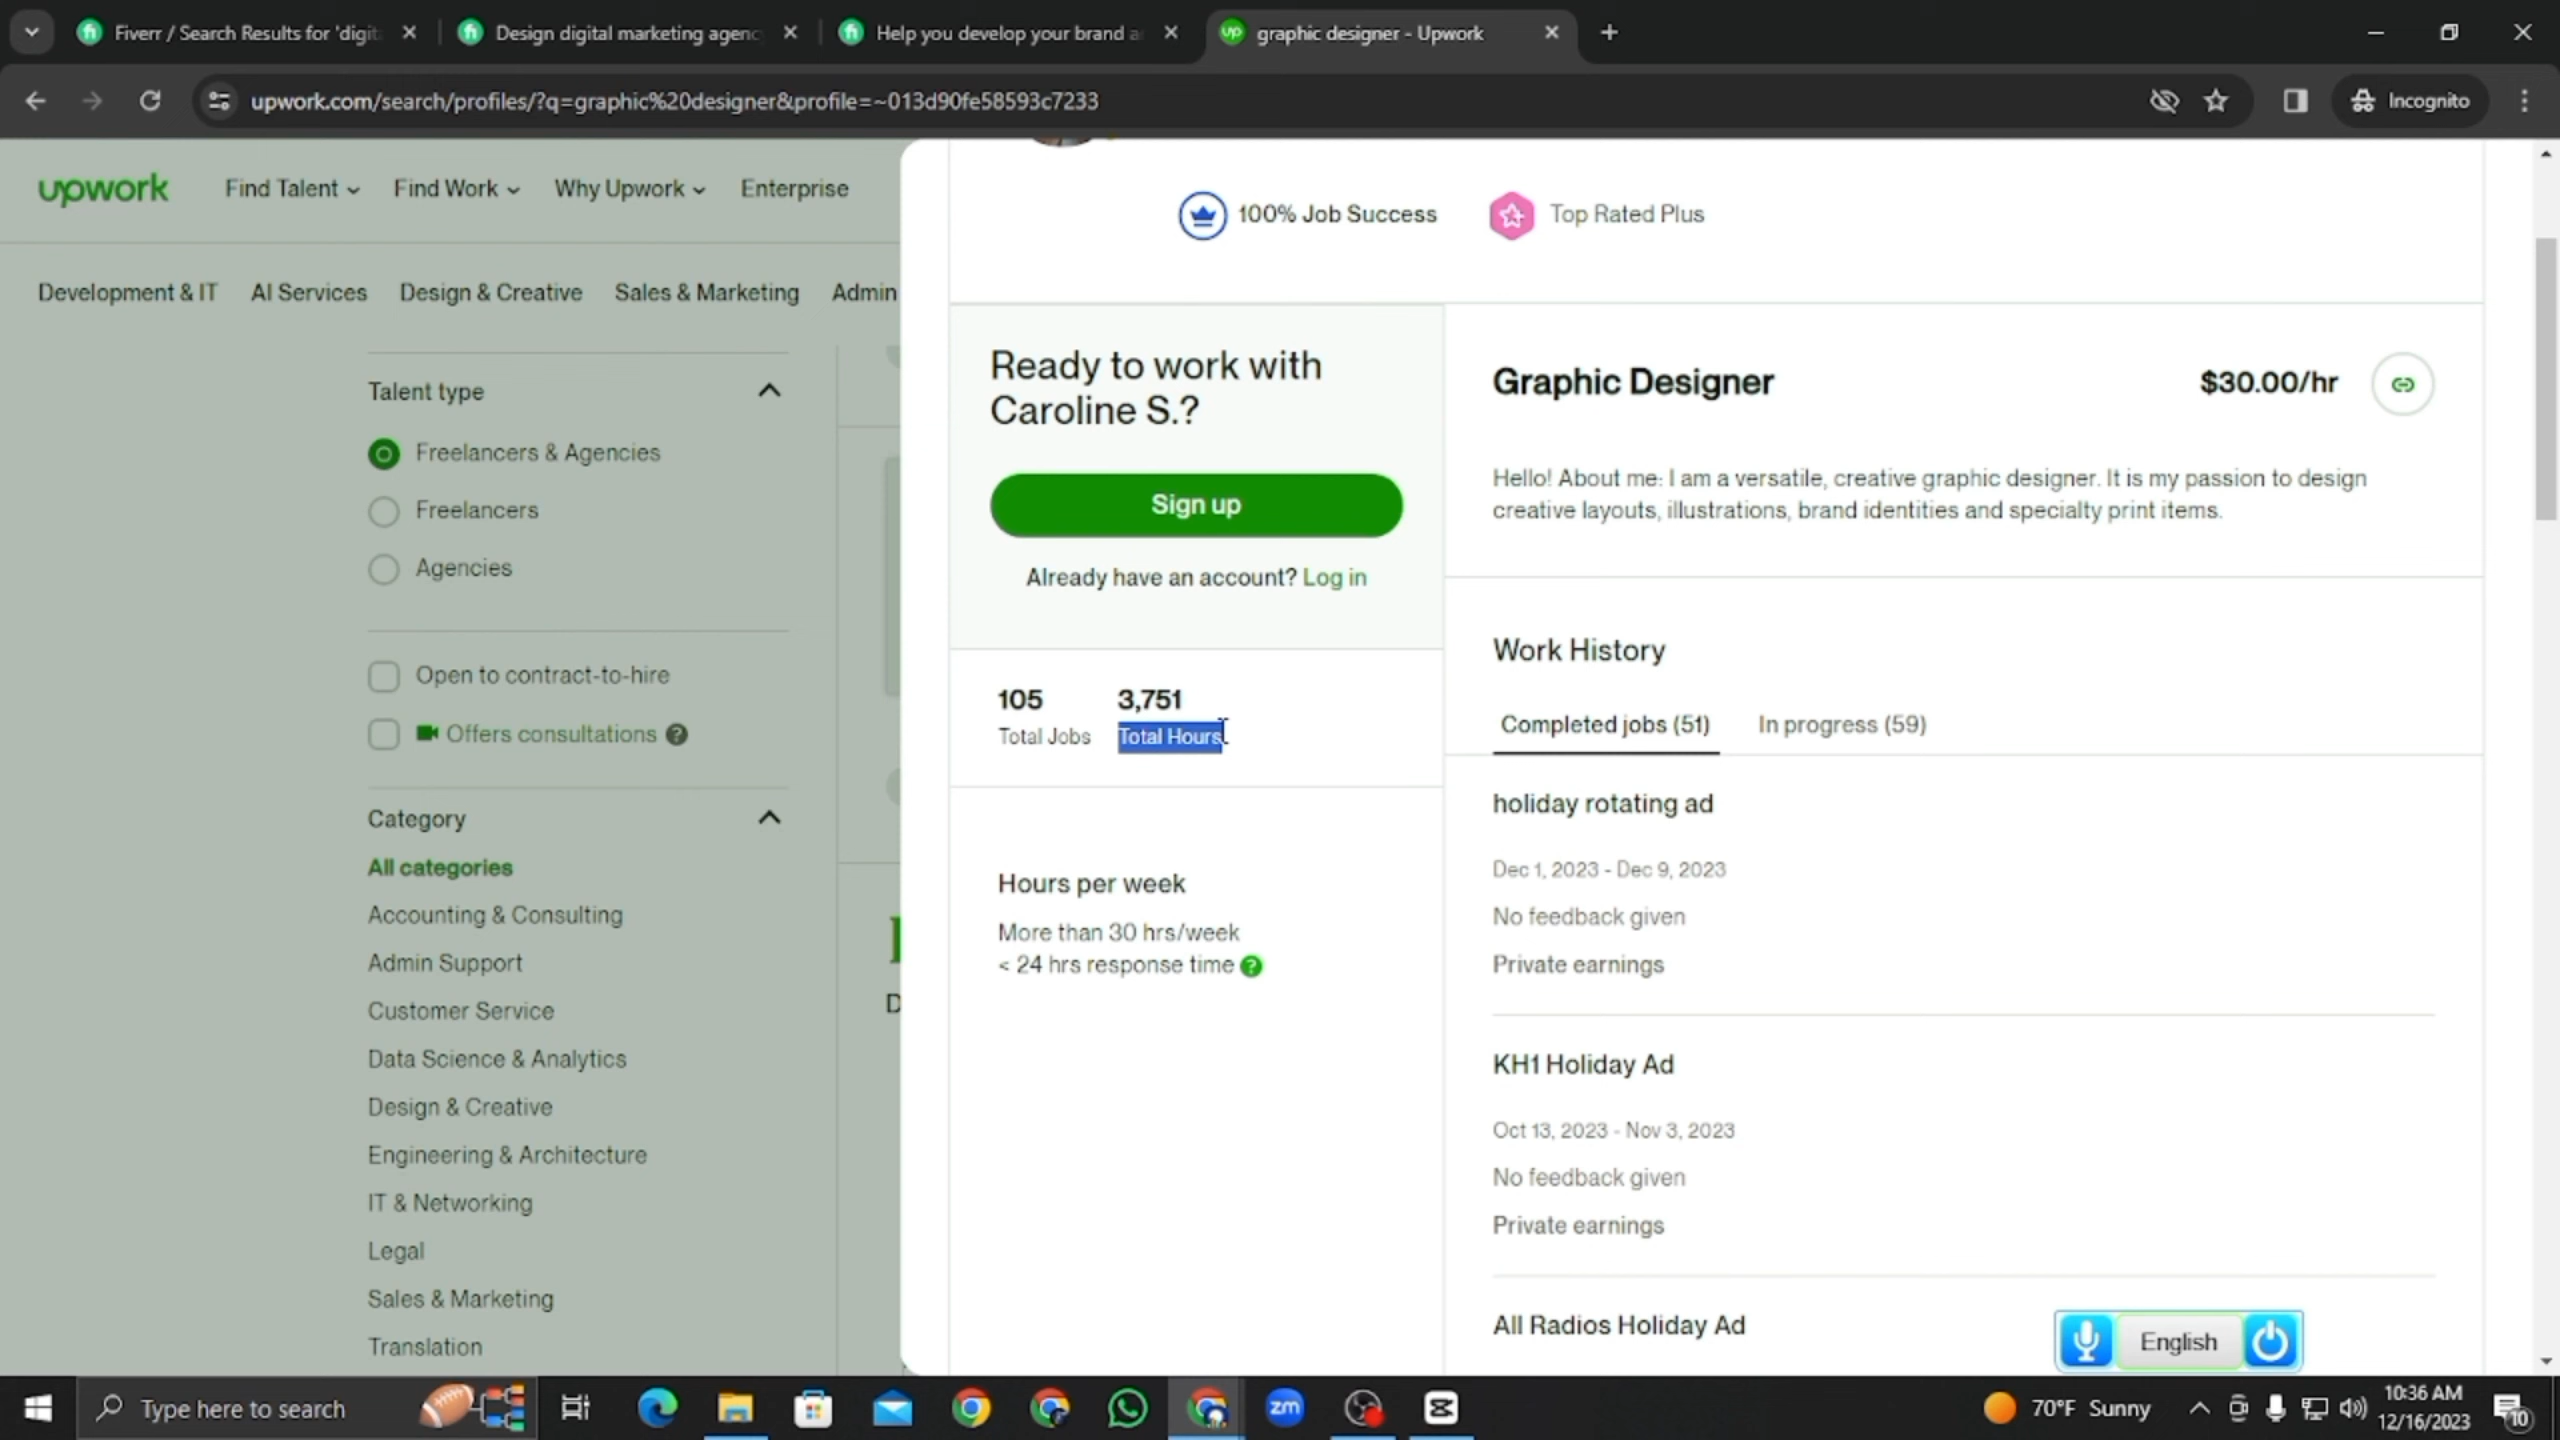 Fiverr / Search Results for 'digit
Design digital marketing agenc
Help you develop your brand a
up
graphic designer - Upwork
upwork.com/search/profiles/?q=graphic%20designer&profile=~013d90fe58593c7233
Incognito
upwork
Find Talent
Find Work
Why Upwork
Enterprise
Development & IT
AI Services
Design & Creative
Sales & Marketing
Admin
Talent type
Freelancers & Agencies
Freelancers
Agencies
Open to contract-to-hire
Offers consultations ?
Category
All categories
Accounting & Consulting
Admin Support
Customer Service
Data Science & Analytics
Design & Creative
Engineering & Architecture
IT & Networking
Legal
Sales & Marketing
Translation
100% Job Success
Top Rated Plus
Ready to work with
Caroline S.?
Sign up
Already have an account? Log in
105
Total Jobs
3,751
Total Hours
Hours per week
More than 30 hrs/week
< 24 hrs response time ?
Graphic Designer
$30.00/hr
Hello! About me: I am a versatile, creative graphic designer. It is my passion to design
creative layouts, illustrations, brand identities and specialty print items.
Work History
Completed jobs (51)
In progress (59)
holiday rotating ad
Dec 1, 2023 - Dec 9, 2023
No feedback given
Private earnings
KH1 Holiday Ad
Oct 13, 2023 - Nov 3, 2023
No feedback given
Private earnings
All Radios Holiday Ad
English
Type here to search
zm
70°F Sunny
10:36 AM
12/16/2023
10